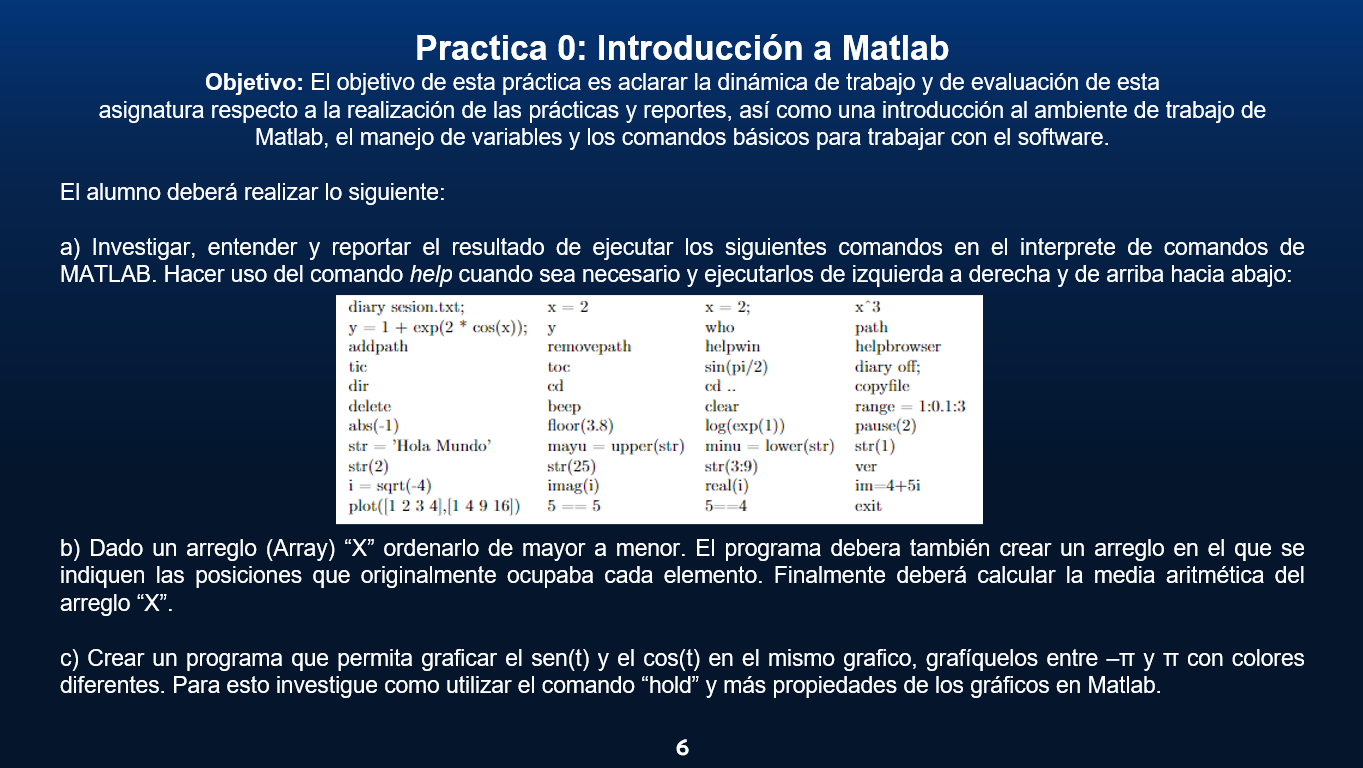 Practica 0: Introducción a Matlab
Objetivo: El objetivo de esta práctica es aclarar la dinámica de trabajo y de evaluación de esta
asignatura respecto a la realización de las prácticas y reportes, así como una introducción al ambiente de trabajo de
Matlab, el manejo de variables y los comandos básicos para trabajar con el software.
El alumno deberá realizar lo siguiente:
a) Investigar, entender y reportar el resultado de ejecutar los siguientes comandos en el interprete de comandos de
MATLAB. Hacer uso del comando help cuando sea necesario y ejecutarlos de izquierda a derecha y de arriba hacia abajo:
diary sesion.txt; x = 2 x = 2; x^3
y = 1 + exp(2 * cos(x)); y who path
addpath removepath helpwin helpbrowser
tic toc sin(pi/2) diary off;
dir cd cd .. copyfile
delete beep clear range = 1:0.1:3
abs(-1) floor(3.8) log(exp(1)) pause(2)
str = 'Hola Mundo' mayu = upper(str) minu = lower(str) str(1)
str(2) str(25) str(3:9) ver
i = sqrt(-4) imag(i) real(i) im=4+5i
plot([1 2 3 4],[1 4 9 16]) 5 == 5 5==4 exit
b) Dado un arreglo (Array) “X” ordenarlo de mayor a menor. El programa debera también crear un arreglo en el que se
indiquen las posiciones que originalmente ocupaba cada elemento. Finalmente deberá calcular la media aritmética del
arreglo “X”.
c) Crear un programa que permita graficar el sen(t) y el cos(t) en el mismo grafico, grafíquelos entre –π y π con colores
diferentes. Para esto investigue como utilizar el comando “hold” y más propiedades de los gráficos en Matlab.
6